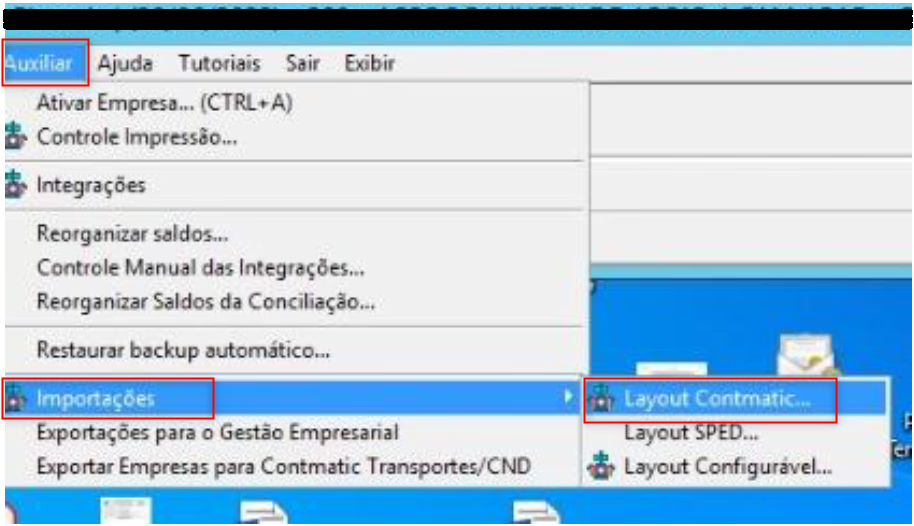 Auxiliar Ajuda Tutoriais Sair Exibir
Ativar Empresa... (CTRL+A)
Controle Impressão...
Integrações
Reorganizar saldos...
Controle Manual das Integrações...
Reorganizar Saldos da Conciliação...
Restaurar backup automático...
Importações
Layout Contmatic...
Exportações para o Gestão Empresarial
Layout SPED...
Exportar Empresas para Contmatic Transportes/CND
Layout Configurável...